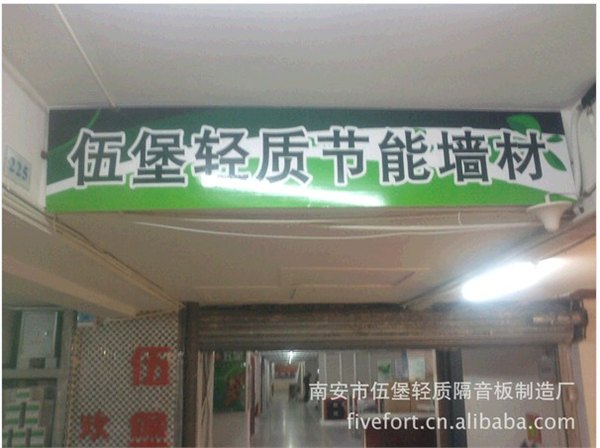 伍堡轻质节能墙材
225
伍
欢
南安市伍堡轻质隔音板制造厂
fivefort.cn.alibaba.com